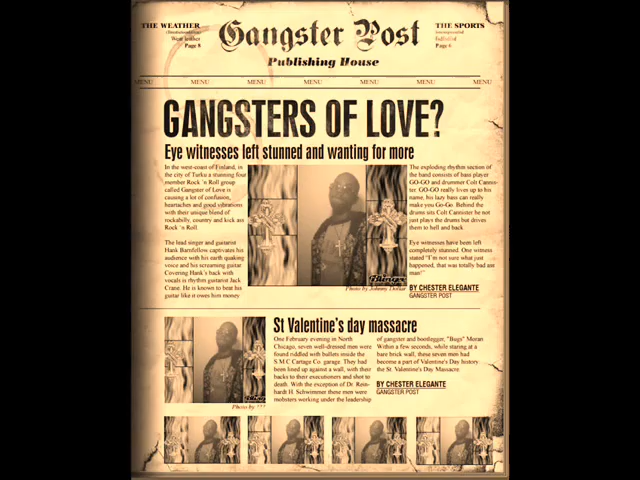 THE WEATHER
Page 8
Gangster Post
THE SPORTS
Page 6
Publishing House
MENU MENU MENU MENU MENU MENU MENU
GANGSTERS OF LOVE?
Eye witnesses left stunned and wanting for more
In the west-coast of Finland, in
the city of Turku a stunning four
member Rock 'n Roll group
called Gangster of Love is
causing a lot of confusion,
heartaches and good vibrations
with their unique blend of
rockabilly, country and kick ass
Rock 'n Roll
The lead singer and guitarist
Hank Barnfellow captivates his
audience with his earth quaking
voice and his screaming guitar
Covering Hank's back with
vocals is rhythm guitarist Jack
Crane. He is known to beat his
guitar like it owes him money
Photo by Johnny Dollar
The exploding rhythm section of
the band consists of bass player
GO-GO and drummer Colt Cannis-
ter. GO-GO really lives up to his
name, his lazy bass can really
make you Go-Go. Behind the
drums sits Colt Cannister he not
just plays the drums but drives
them to hell and back
Eye witnesses have been left
completely stunned. One witness
stated "I'm not sure what just
happened, that was totally bad ass
man!"
BY CHESTER ELEGANTE
GANGSTER POST
Photo by ???
St Valentine's day massacre
One February evening in North
Chicago, seven well-dressed men were
found riddled with bullets inside the
S M C Cartage Co. garage. They had
been lined up against a wall, with their
backs to their executioners and shot to
death. With the exception of Dr. Rein-
hardt H. Schwimmer these men were
mobsters working under the leadership
of gangster and bootlegger, "Bugs" Moran
Within a few seconds, while staring at a
bare brick wall, these seven men had
become a part of Valentine's Day history:
the St. Valentine's Day Massacre
BY CHESTER ELEGANTE
GANGSTER POST